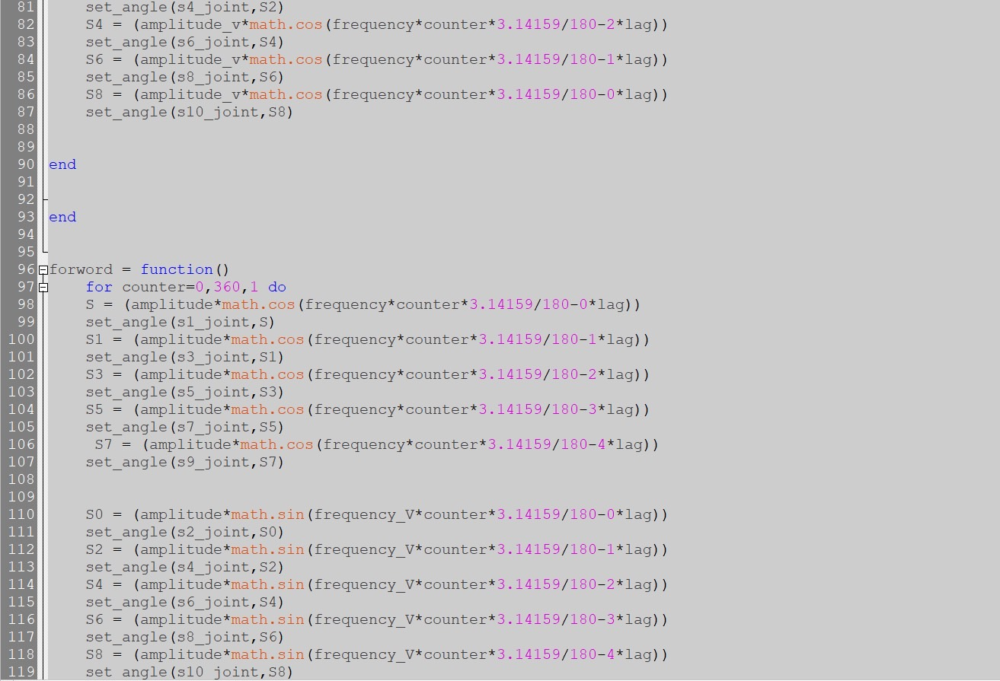 81 set_angle(s4_joint,S2)
82 S4 = (amplitude_v*math.cos(frequency*counter*3.14159/180-2*lag))
83 set_angle(s6_joint,S4)
84 S6 = (amplitude_v*math.cos(frequency*counter*3.14159/180-1*lag))
85 set_angle(s8_joint,S6)
86 S8 = (amplitude_v*math.cos(frequency*counter*3.14159/180-0*lag))
87 set_angle(s10_joint,S8)
88
89
90 end
91
92
93 end
94
95
96 forword = function()
97 for counter=0,360,1 do
98 S = (amplitude*math.cos(frequency*counter*3.14159/180-0*lag))
99 set_angle(s1_joint,S)
100 S1 = (amplitude*math.cos(frequency*counter*3.14159/180-1*lag))
101 set_angle(s3_joint,S1)
102 S3 = (amplitude*math.cos(frequency*counter*3.14159/180-2*lag))
103 set_angle(s5_joint,S3)
104 S5 = (amplitude*math.cos(frequency*counter*3.14159/180-3*lag))
105 set_angle(s7_joint,S5)
106 S7 = (amplitude*math.cos(frequency*counter*3.14159/180-4*lag))
107 set_angle(s9_joint,S7)
108
109
110 S0 = (amplitude*math.sin(frequency_V*counter*3.14159/180-0*lag))
111 set_angle(s2_joint,S0)
112 S2 = (amplitude*math.sin(frequency_V*counter*3.14159/180-1*lag))
113 set_angle(s4_joint,S2)
114 S4 = (amplitude*math.sin(frequency_V*counter*3.14159/180-2*lag))
115 set_angle(s6_joint,S4)
116 S6 = (amplitude*math.sin(frequency_V*counter*3.14159/180-3*lag))
117 set_angle(s8_joint,S6)
118 S8 = (amplitude*math.sin(frequency_V*counter*3.14159/180-4*lag))
119 set_angle(s10_joint,S8)